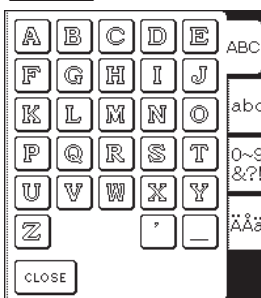 A B C D E
ABC
F G H I J
K L M N O
abc
P Q R S T
0~9
&?!
U V W X Y
ÄÅä
Z ' _
CLOSE